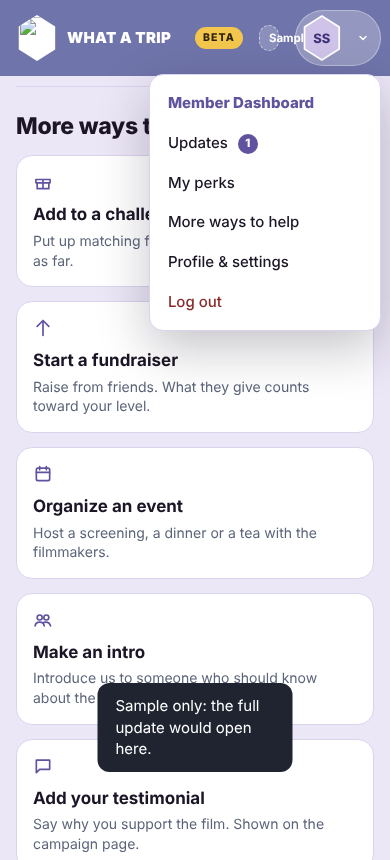 WHAT A TRIP
BETA
Sampl
SS
Member Dashboard
Updates 1
My perks
More ways to help
Profile & settings
Log out
More ways t
Add to a challe
Put up matching f
as far.
Start a fundraiser
Raise from friends. What they give counts
toward your level.
Organize an event
Host a screening, a dinner or a tea with the
filmmakers.
Make an intro
Introduce us to someone who should know
about the
Sample only: the full
update would open
here.
Add your testimonial
Say why you support the film. Shown on the
campaign page.